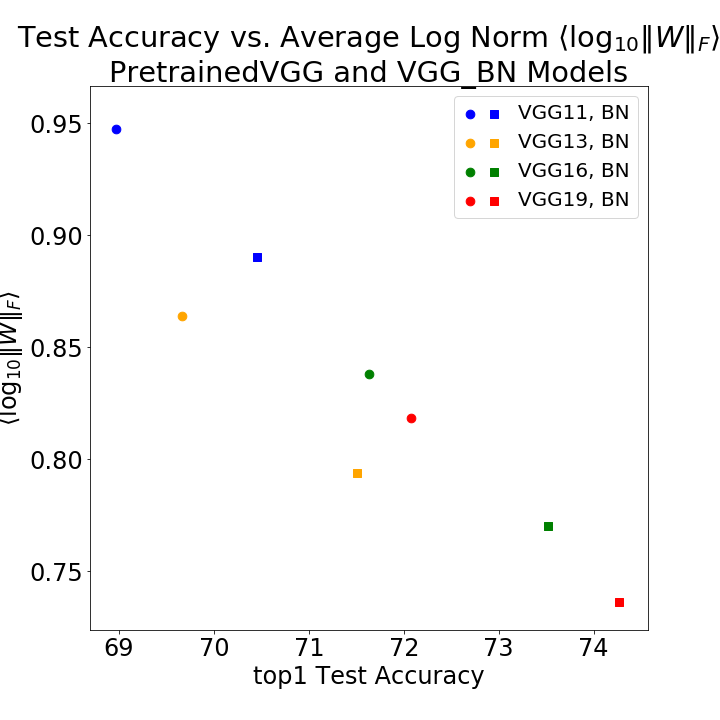 Test Accuracy vs. Average Log Norm ⟨log₁₀‖W‖F⟩
PretrainedVGG and VGG_BN Models
VGG11, BN
VGG13, BN
VGG16, BN
VGG19, BN
⟨log₁₀‖W‖F⟩
0.95
0.90
0.85
0.80
0.75
69 70 71 72 73 74
top1 Test Accuracy